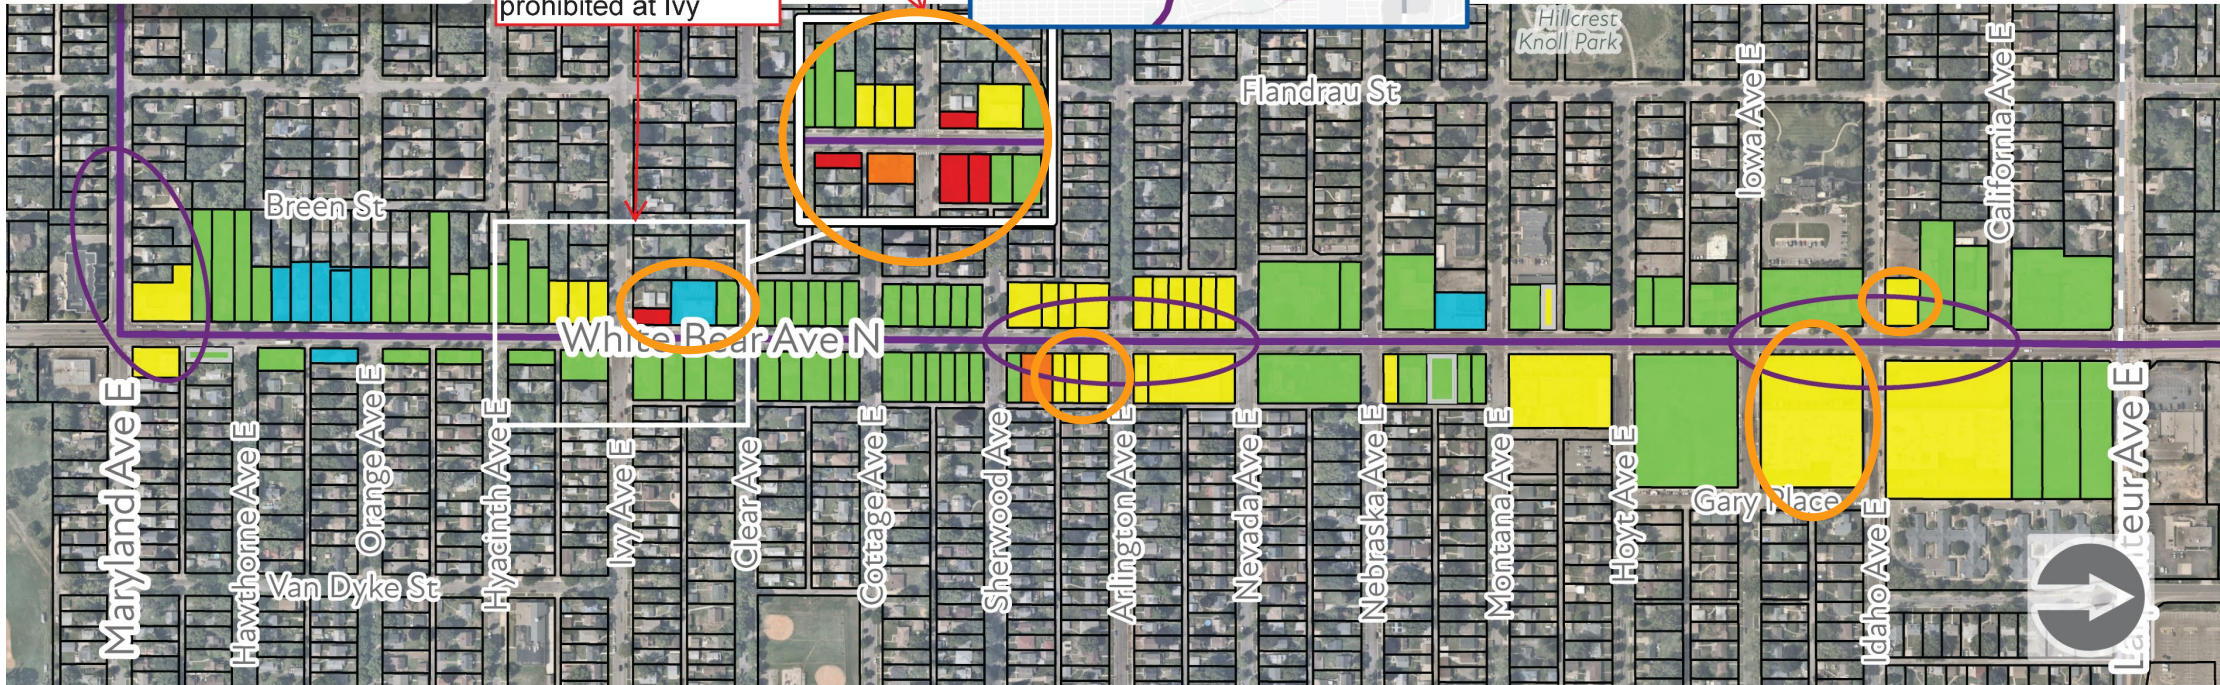 prohibited at Ivy
Hillcrest
Knoll Park
Flandrau St
Iowa Ave E
California Ave E
Breen St
White Bear Ave N
Maryland Ave E
Hawthorne Ave E
Orange Ave E
Hyacinth Ave E
Ivy Ave E
Clear Ave
Cottage Ave E
Sherwood Ave
Arlington Ave E
Nevada Ave E
Nebraska Ave E
Montana Ave E
Hoyt Ave E
Gary Place
Idaho Ave E
Van Dyke St